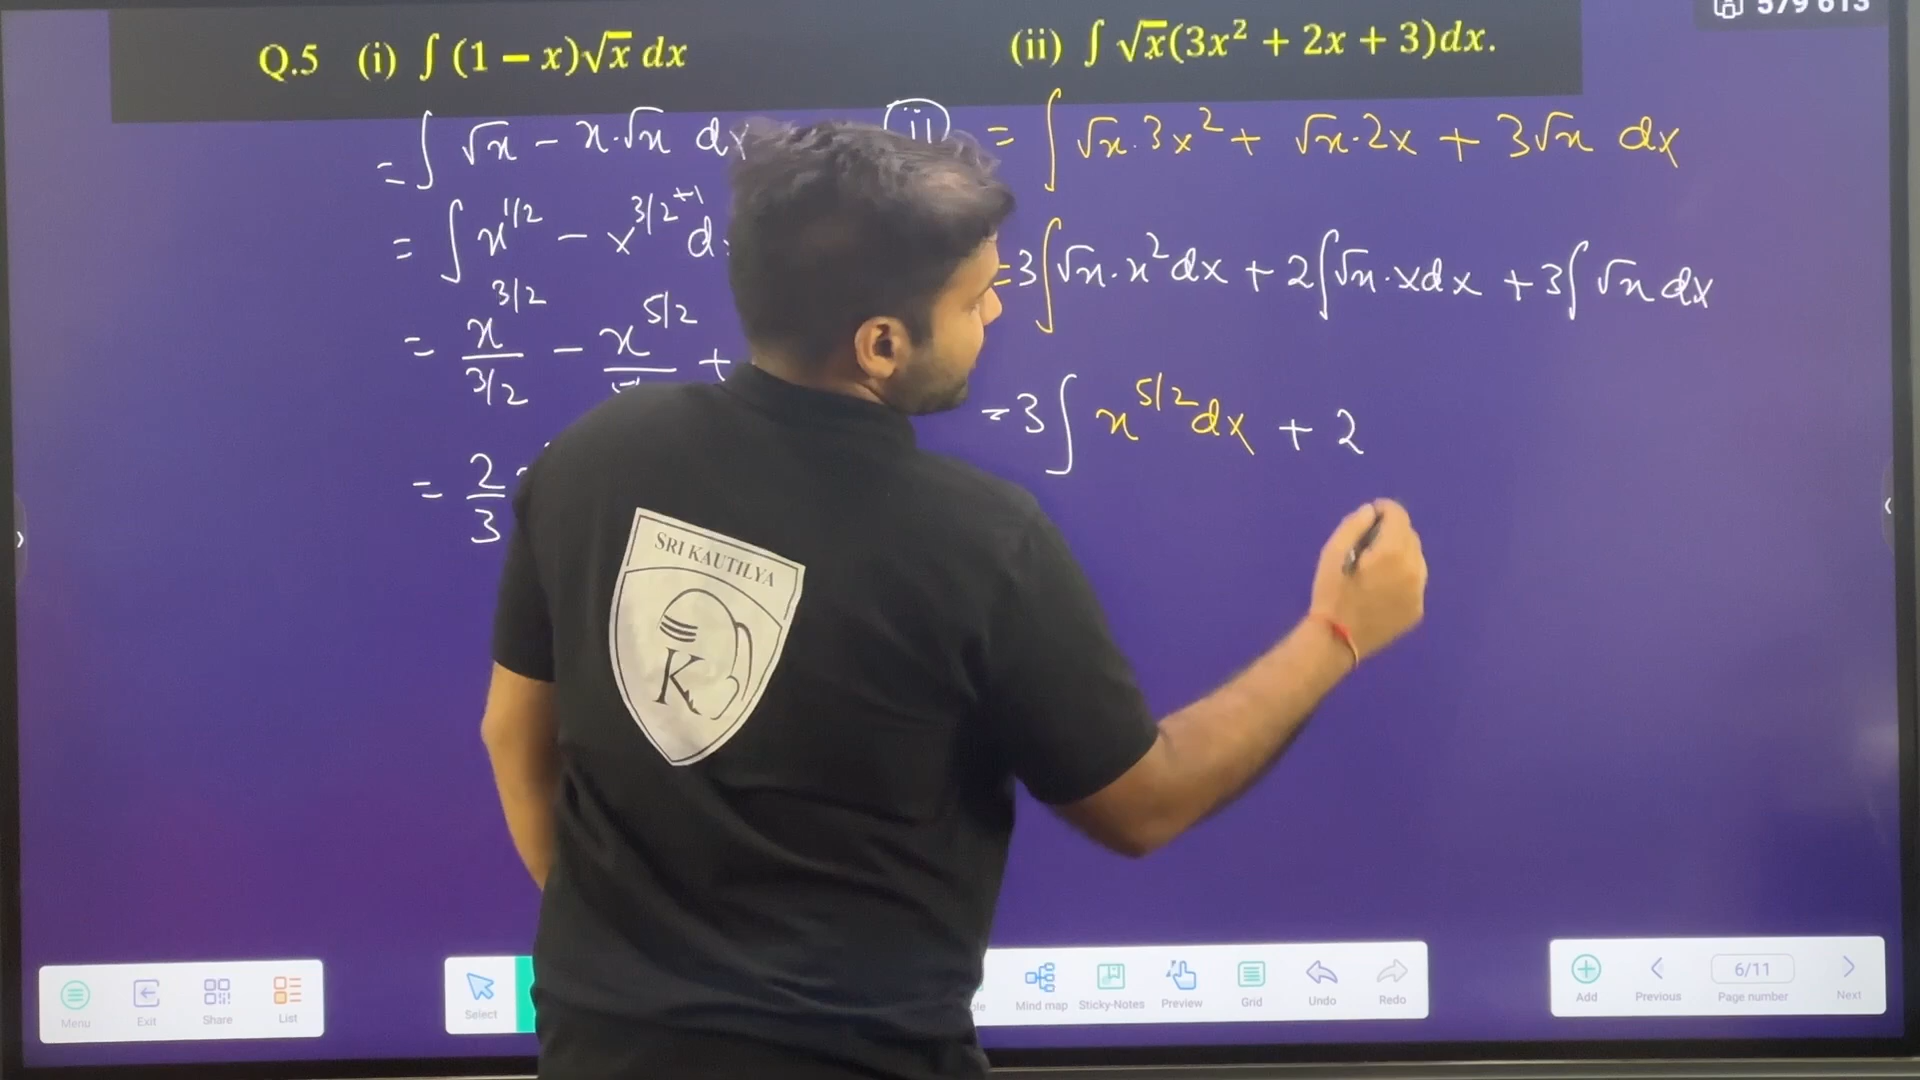 579 613
Q.5 (i) ∫ (1 – x)√x dx
(ii) ∫ √x(3x² + 2x + 3)dx.
= ∫ √x – x·√x dx
= ∫ x^1/2 – x^3/2 +1 d
= x^3/2 / 3/2 – x^5/2 / +
= 2/3
(ii) = ∫ √x·3x² + √x·2x + 3√x dx
= 3∫√x·x²dx + 2∫√x·xdx + 3∫√x dx
= 3∫ x^5/2 dx + 2
SRI KAUTILYA
K
Menu Exit Share List
Select
Mind map Sticky-Notes Preview Grid Undo Redo
Add Previous 6/11 Page number Next